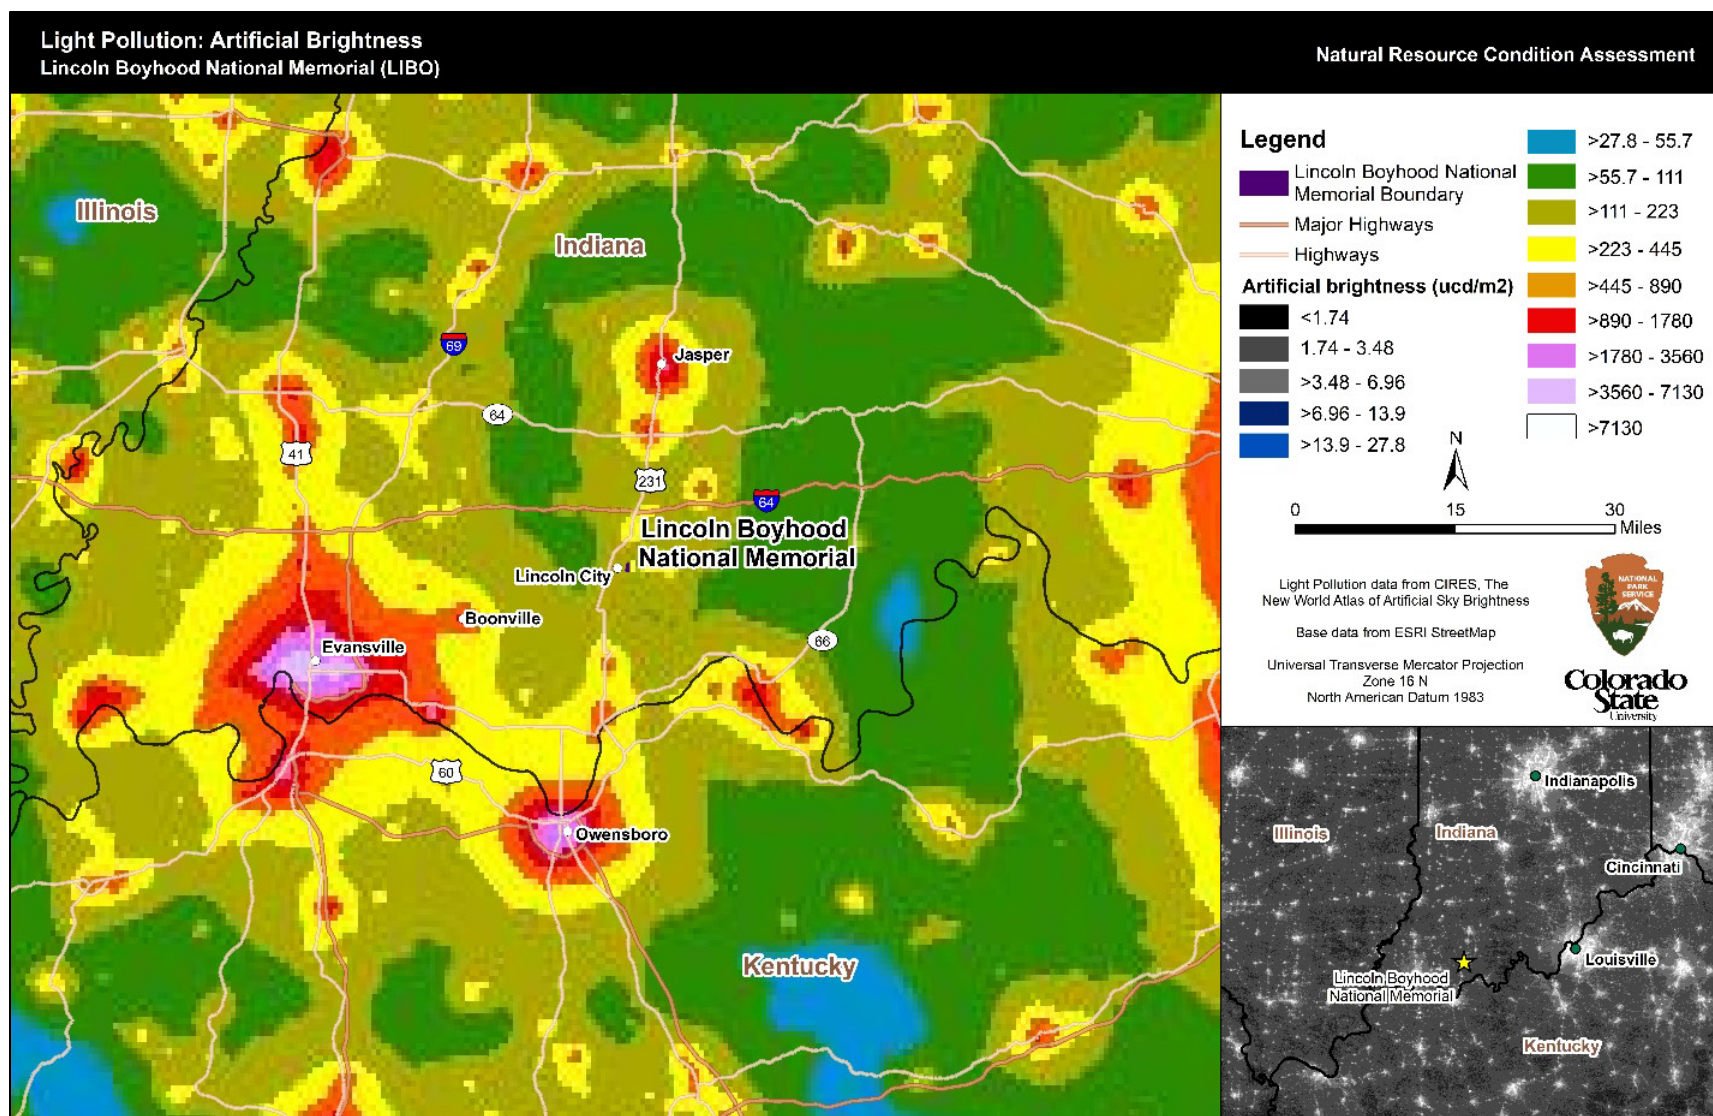 Light Pollution: Artificial Brightness
Lincoln Boyhood National Memorial (LIBO)
Natural Resource Condition Assessment
Illinois
Indiana
69
Jasper
64
41
231
64
Lincoln Boyhood
National Memorial
Lincoln City
Boonville
Evansville
66
60
Owensboro
Kentucky
Legend
Lincoln Boyhood National
Memorial Boundary
Major Highways
Highways
Artificial brightness (ucd/m2)
<1.74
1.74 - 3.48
>3.48 - 6.96
>6.96 - 13.9
>13.9 - 27.8
>27.8 - 55.7
>55.7 - 111
>111 - 223
>223 - 445
>445 - 890
>890 - 1780
>1780 - 3560
>3560 - 7130
>7130
N
0 15 30
Miles
Light Pollution data from CIRES, The
New World Atlas of Artificial Sky Brightness
Base data from ESRI StreetMap
Universal Transverse Mercator Projection
Zone 16 N
North American Datum 1983
NATIONAL
PARK
SERVICE
Colorado
State
University
Indianapolis
Illinois
Indiana
Cincinnati
Louisville
Lincoln Boyhood
National Memorial
Kentucky